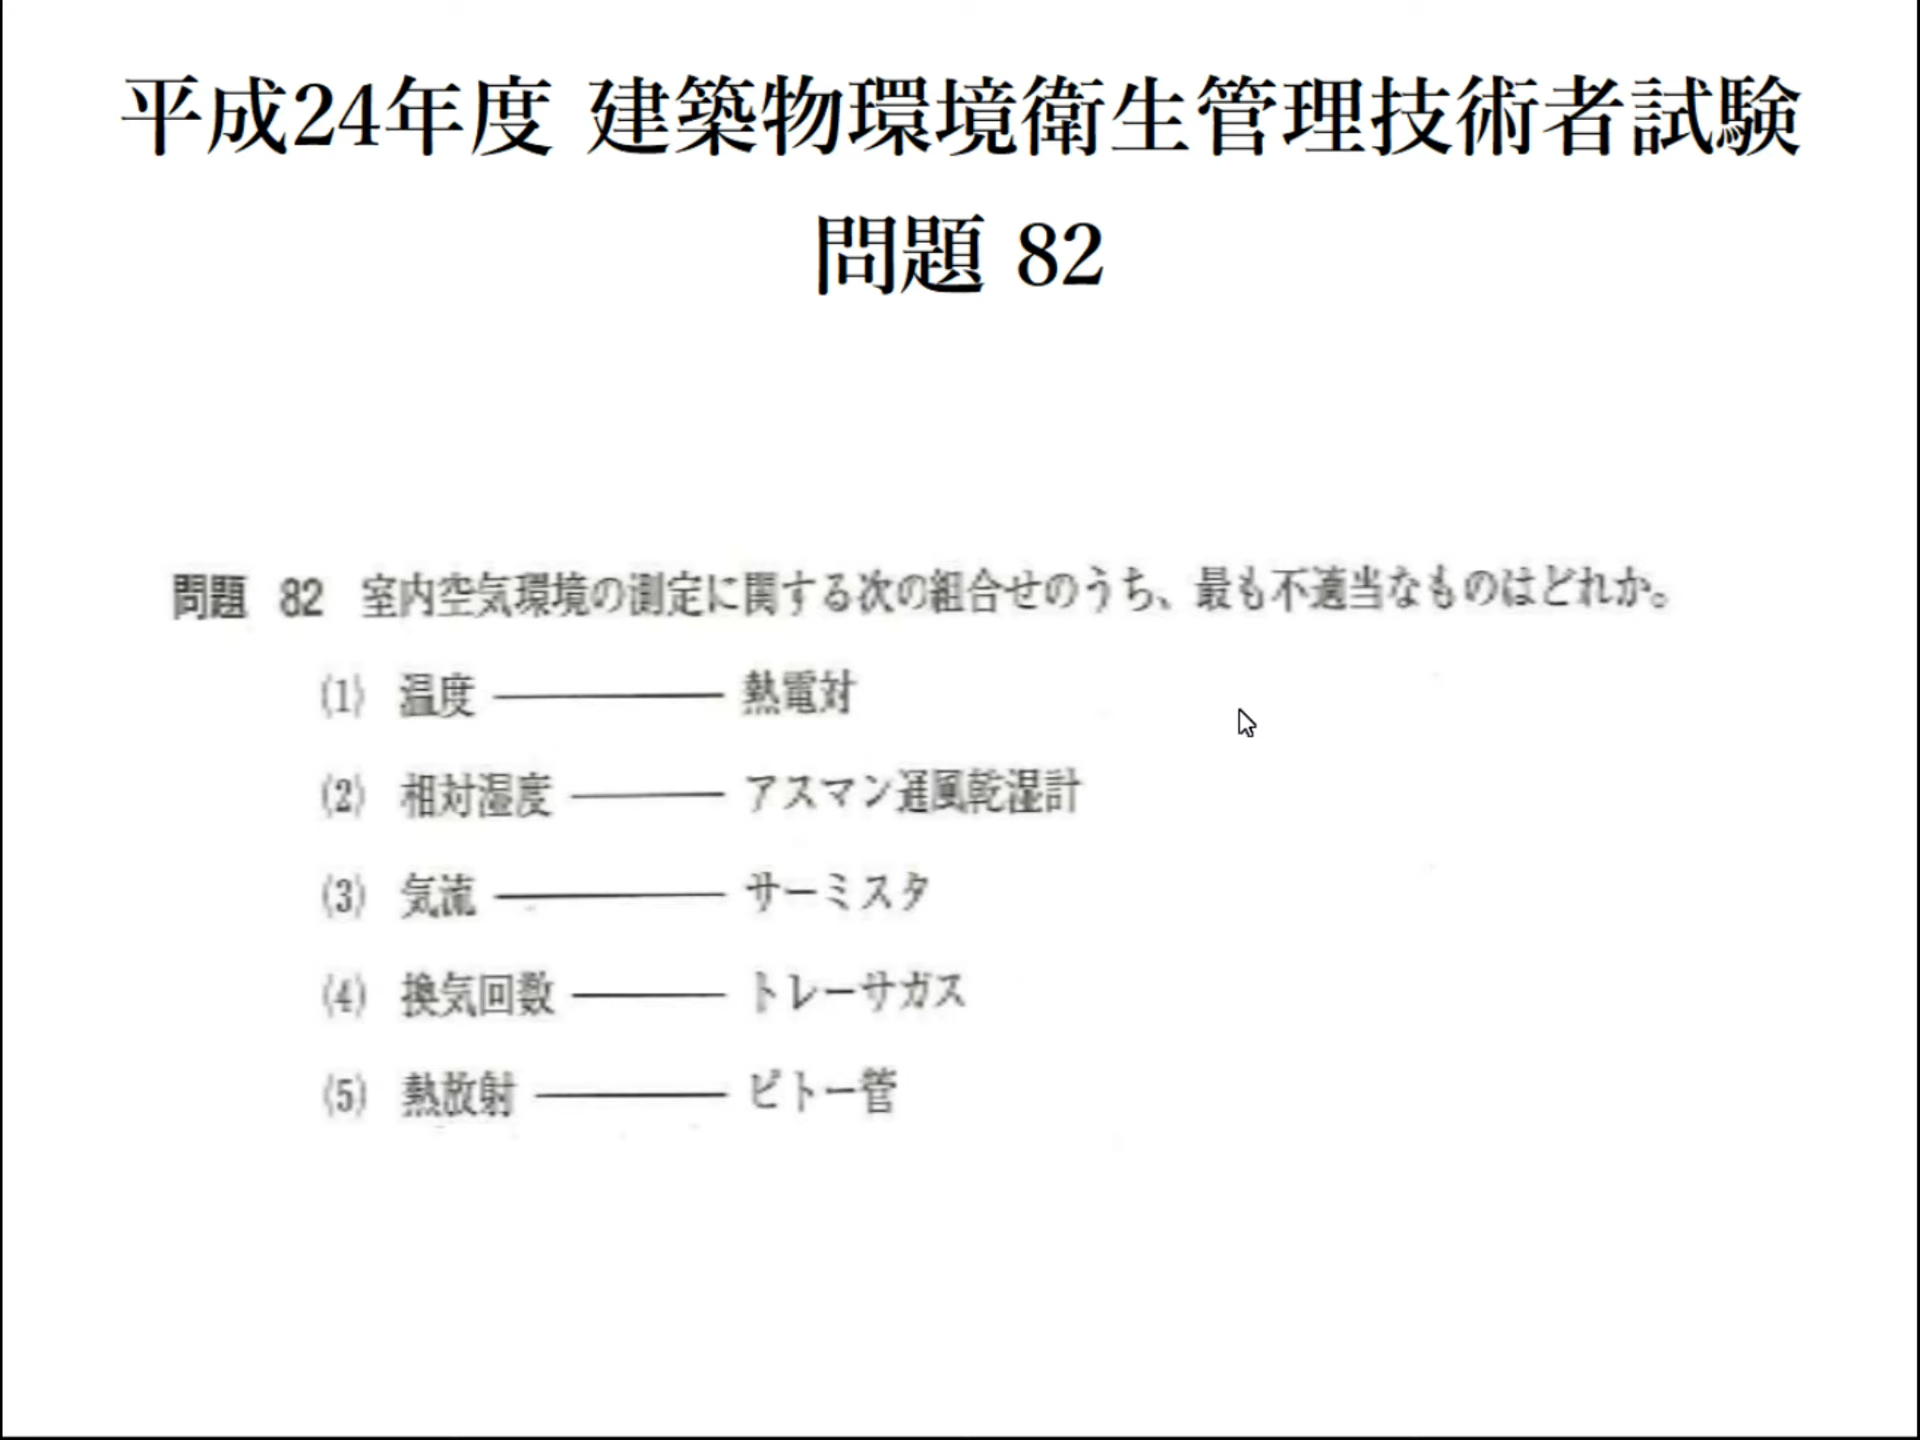 平成24年度 建築物環境衛生管理技術者試験
問題 82
問題 82 室内空気環境の測定に関する次の組合せのうち、最も不適当なものはどれか。
(1) 温度 ――― 熱電対
(2) 相対湿度 ――― アスマン通風乾湿計
(3) 気流 ――― サーミスタ
(4) 換気回数 ――― トレーサガス
(5) 熱放射 ――― ピトー管